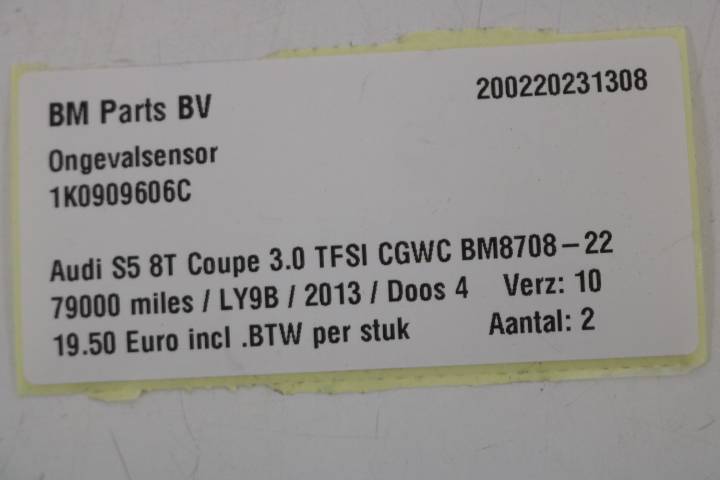 BM Parts BV 200220231308
Ongevalsensor
1K0909606C
Audi S5 8T Coupe 3.0 TFSI CGWC BM8708-22
79000 miles / LY9B / 2013 / Doos 4 Verz: 10
19.50 Euro incl .BTW per stuk Aantal: 2